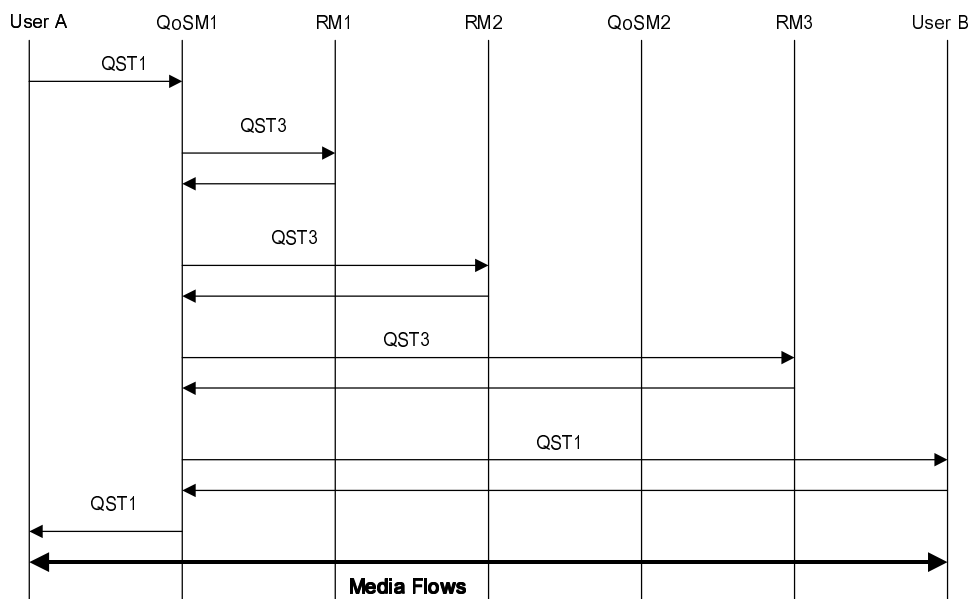 User A QoSM1 RM1 RM2 QoSM2 RM3 User B
QST1
QST3
QST3
QST3
QST1
QST1
Media Flows